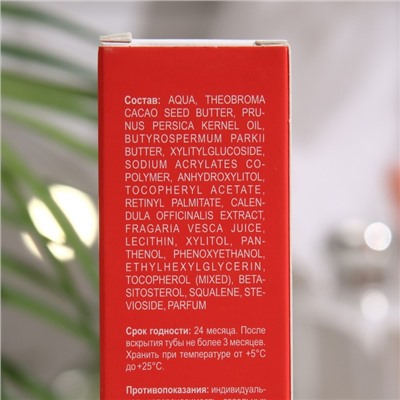 Состав: AQUA, THEOBROMA
CACAO SEED BUTTER, PRU-
NUS PERSICA KERNEL OIL,
BUTYROSPERMUM PARKII
BUTTER, XYLITYLGLUCOSIDE,
SODIUM ACRYLATES CO-
POLYMER, ANHYDROXYLITOL,
TOCOPHERYL ACETATE,
RETINYL PALMITATE, CALEN-
DULA OFFICINALIS EXTRACT,
FRAGARIA VESCA JUICE,
LECITHIN, XYLITOL, PAN-
THENOL, PHENOXYETHANOL,
ETHYLHEXYLGLYCERIN,
TOCOPHEROL (MIXED), BETA-
SITOSTEROL, SQUALENE, STE-
VIOSIDE, PARFUM
Срок годности: 24 месяца. После
вскрытия тубы не более 3 месяцев.
Хранить при температуре от +5°C
до +25°C.
Противопоказания: индивидуаль-